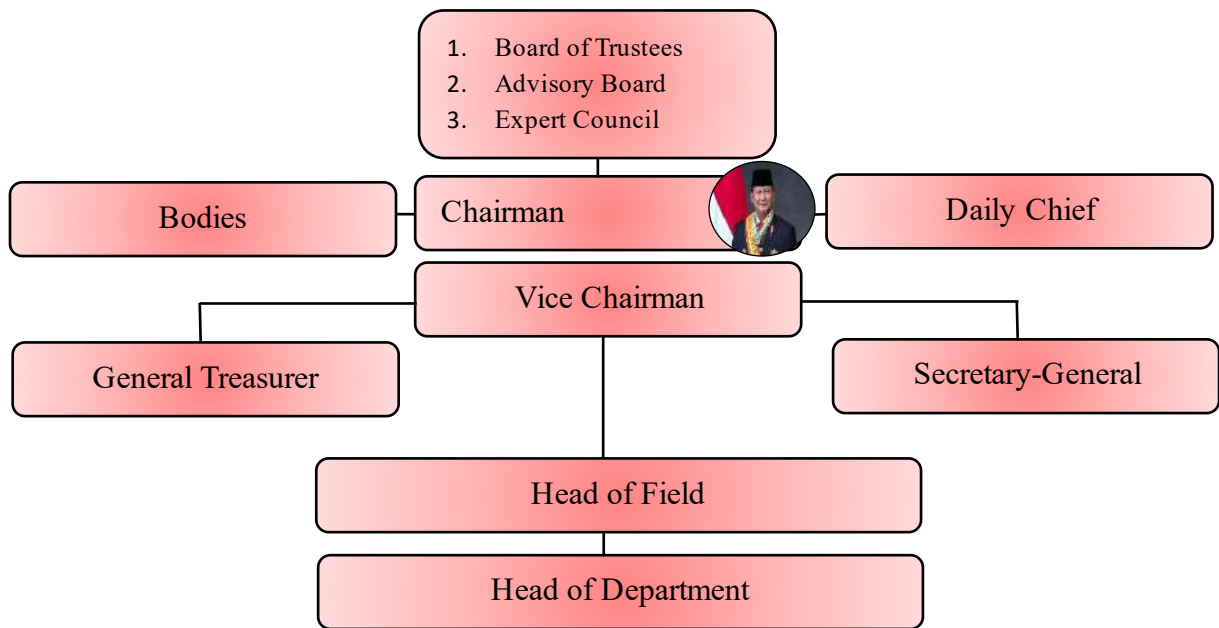 1. Board of Trustees
2. Advisory Board
3. Expert Council
Bodies
Chairman
Daily Chief
Vice Chairman
General Treasurer
Secretary-General
Head of Field
Head of Department